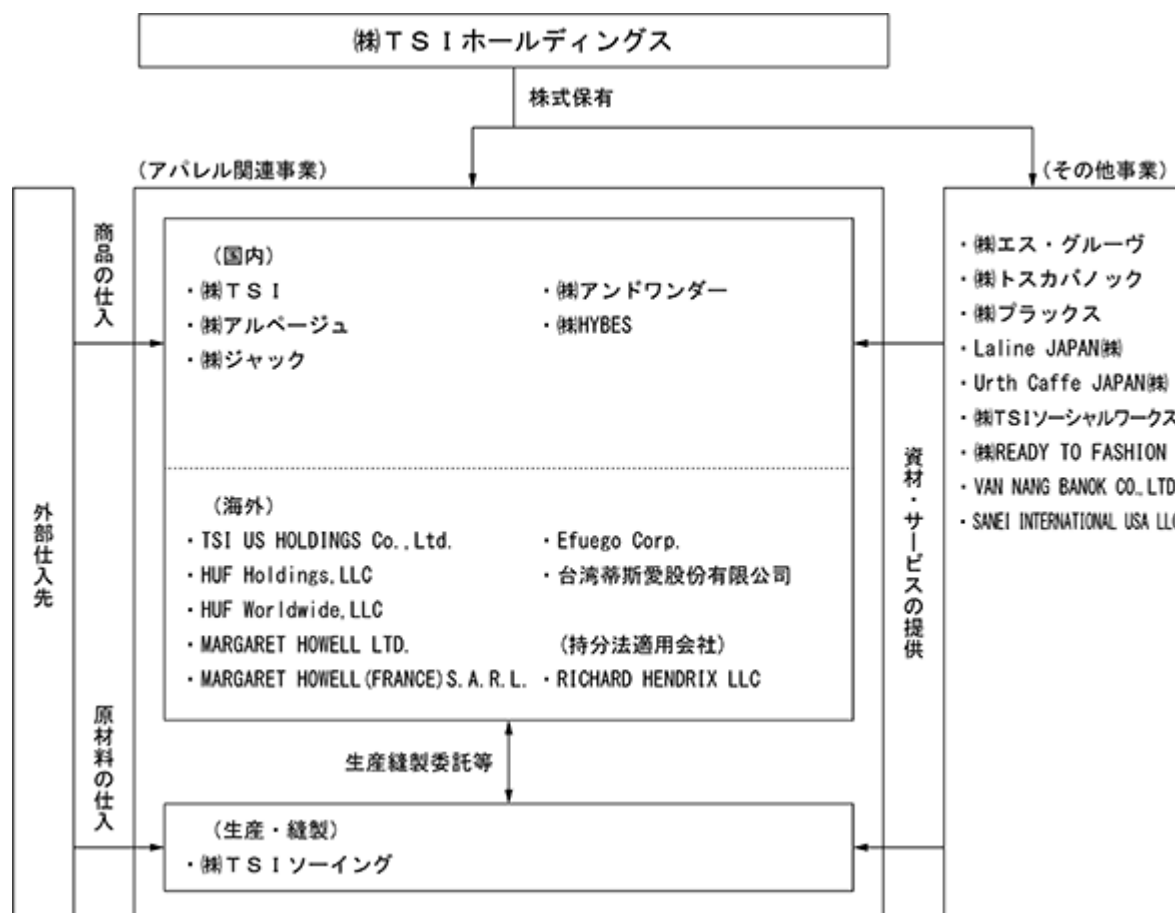 ㈱ＴＳＩホールディングス
株式保有
（アパレル関連事業）
（その他事業）
外部仕入先
商品の仕入
原材料の仕入
（国内）
・㈱ＴＳＩ
・㈱アルページュ
・㈱ジャック
・㈱アンドワンダー
・㈱HYBES
（海外）
・TSI US HOLDINGS Co.,Ltd.
・HUF Holdings,LLC
・HUF Worldwide,LLC
・MARGARET HOWELL LTD.
・MARGARET HOWELL(FRANCE)S.A.R.L.
・Efuego Corp.
・台湾蒂斯愛股份有限公司
（持分法適用会社）
・RICHARD HENDRIX LLC
生産縫製委託等
（生産・縫製）
・㈱ＴＳＩソーイング
資材・サービスの提供
・㈱エス・グルーヴ
・㈱トスカバノック
・㈱プラックス
・Laline JAPAN㈱
・Urth Caffe JAPAN㈱
・㈱TSIソーシャルワークス
・㈱READY TO FASHION
・VAN NANG BANOK CO.,LTD
・SANEI INTERNATIONAL USA LLC